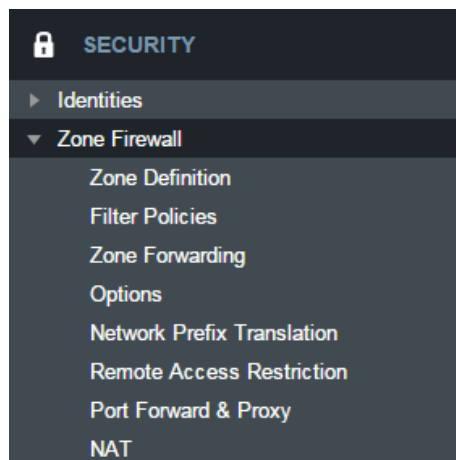 SECURITY
Identities
Zone Firewall
Zone Definition
Filter Policies
Zone Forwarding
Options
Network Prefix Translation
Remote Access Restriction
Port Forward & Proxy
NAT